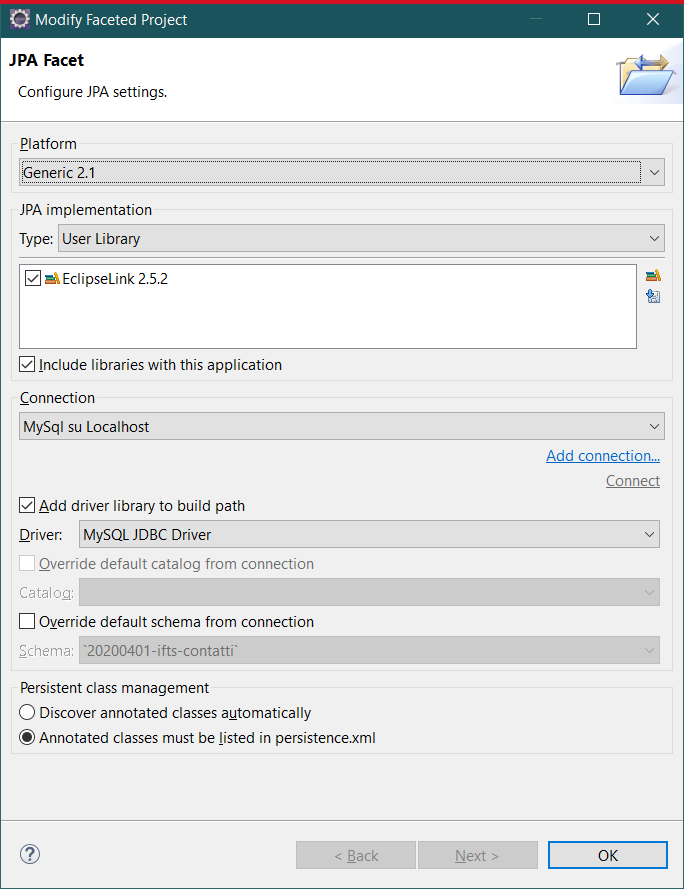 Modify Faceted Project
JPA Facet
Configure JPA settings.
Platform
Generic 2.1
JPA implementation
Type: User Library
EclipseLink 2.5.2
Include libraries with this application
Connection
MySql su Localhost
Add connection...
Connect
Add driver library to build path
Driver: MySQL JDBC Driver
Override default catalog from connection
Catalog:
Override default schema from connection
Schema: `20200401-ifts-contatti`
Persistent class management
Discover annotated classes automatically
Annotated classes must be listed in persistence.xml
? < Back Next > OK